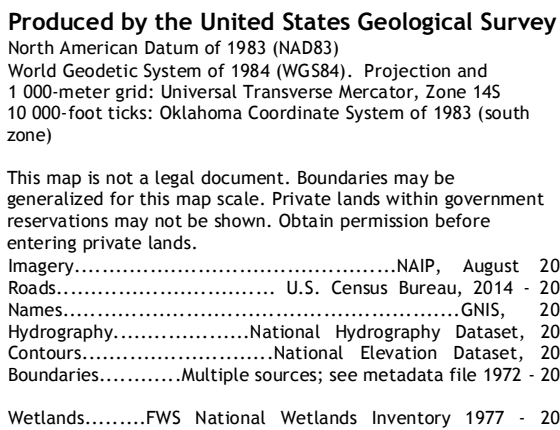 Produced by the United States Geological Survey
North American Datum of 1983 (NAD83)
World Geodetic System of 1984 (WGS84).  Projection and
1 000-meter grid: Universal Transverse Mercator, Zone 14S
10 000-foot ticks: Oklahoma Coordinate System of 1983 (south
zone)
This map is not a legal document. Boundaries may be
generalized for this map scale. Private lands within government
reservations may not be shown. Obtain permission before
entering private lands.
Imagery............................................NAIP, August 20
Roads.............................. U.S. Census Bureau, 2014 - 20
Names......................................................GNIS, 20
Hydrography...................National Hydrography Dataset, 20
Contours..........................National Elevation Dataset, 20
Boundaries...........Multiple sources; see metadata file 1972 - 20
Wetlands.........FWS National Wetlands Inventory 1977 - 20